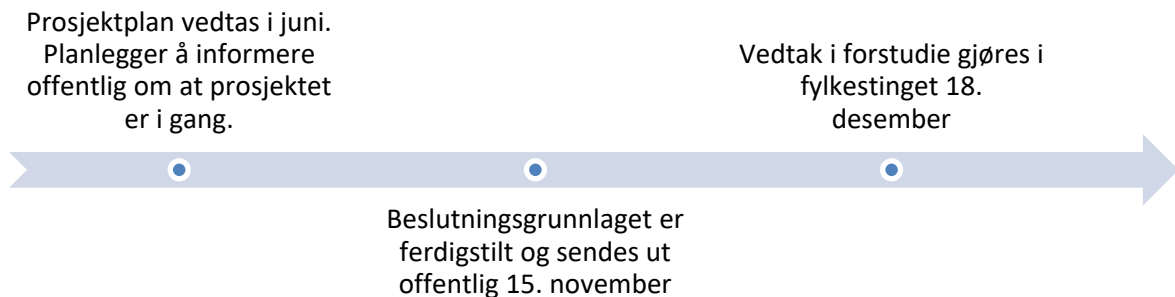 Prosjektplan vedtas i juni.
Planlegger å informere
offentlig om at prosjektet
er i gang.
Beslutningsgrunnlaget er
ferdigstilt og sendes ut
offentlig 15. november
Vedtak i forstudie gjøres i
fylkestinget 18.
desember